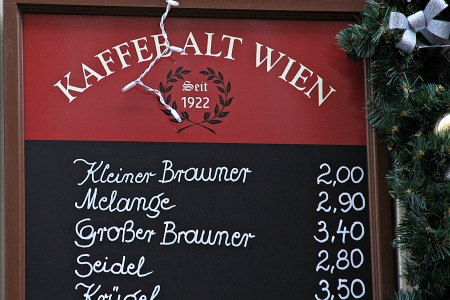 KAFFEE ALT WIEN
Seit
1922
Kleiner Brauner 2,00
Melange 2,90
Großer Brauner 3,40
Seidel 2,80
Krügel 3,50